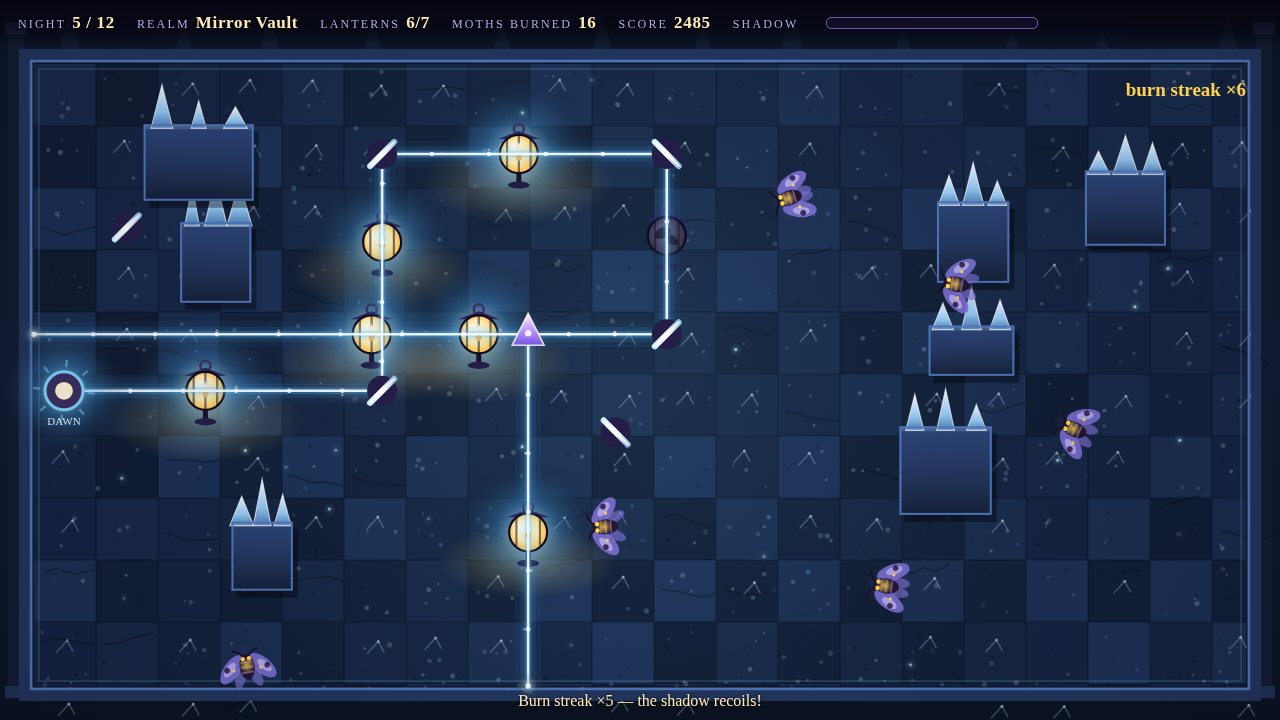 NIGHT 5 / 12 REALM Mirror Vault LANTERNS 6/7 MOTHS BURNED 16 SCORE 2485 SHADOW
burn streak ×6
DAWN
Burn streak ×5 — the shadow recoils!